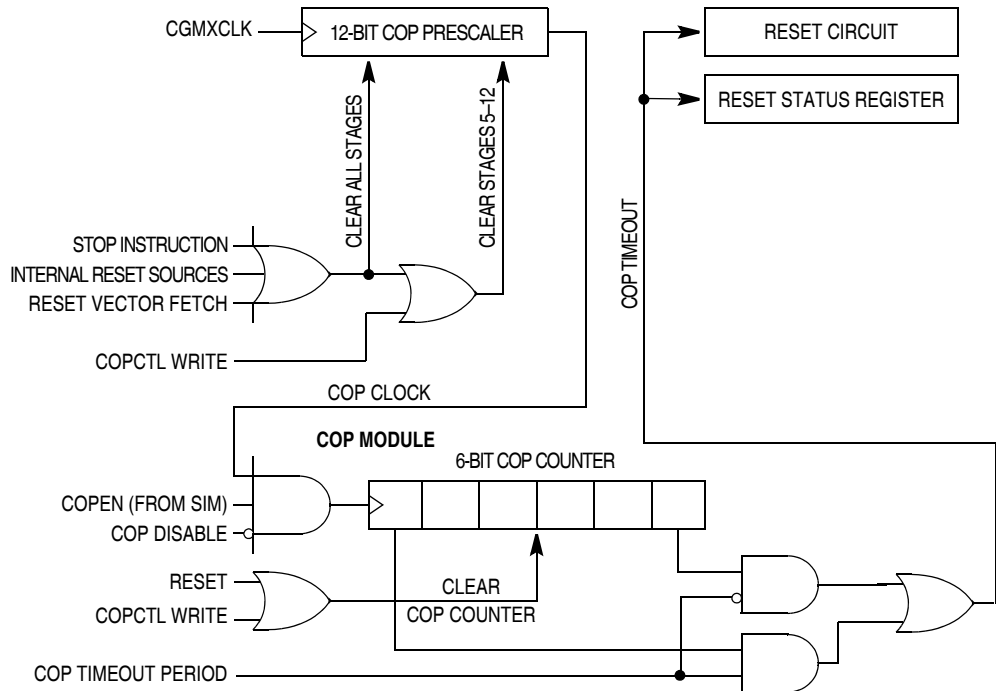 CGMXCLK
12-BIT COP PRESCALER
RESET CIRCUIT
RESET STATUS REGISTER
CLEAR ALL STAGES
CLEAR STAGES 5–12
COP TIMEOUT
STOP INSTRUCTION
INTERNAL RESET SOURCES
RESET VECTOR FETCH
COPCTL WRITE
COP CLOCK
COP MODULE
6-BIT COP COUNTER
COPEN (FROM SIM)
COP DISABLE
RESET
COPCTL WRITE
CLEAR
COP COUNTER
COP TIMEOUT PERIOD